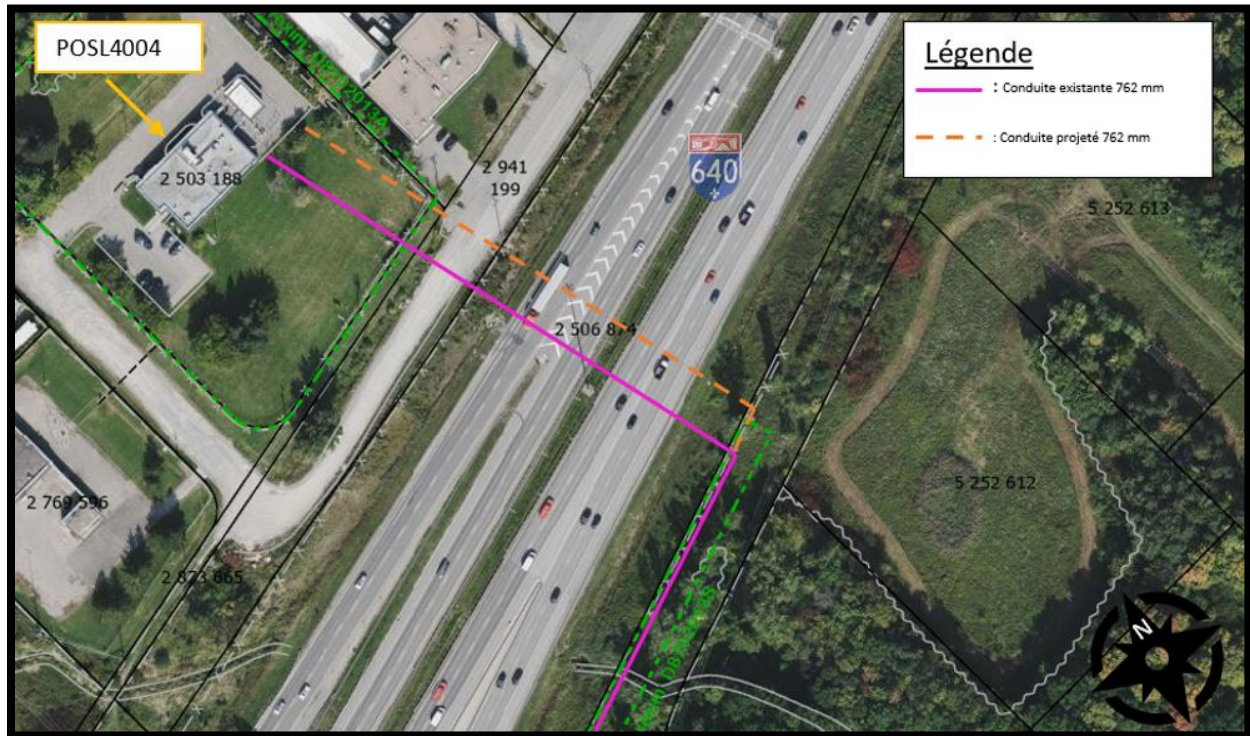 POSL4004
Légende
: Conduite existante 762 mm
: Conduite projeté 762 mm
640
2 503 188
2 941
199
5 252 613
2 506 874
5 252 612
2 769 596
2 873 665
N